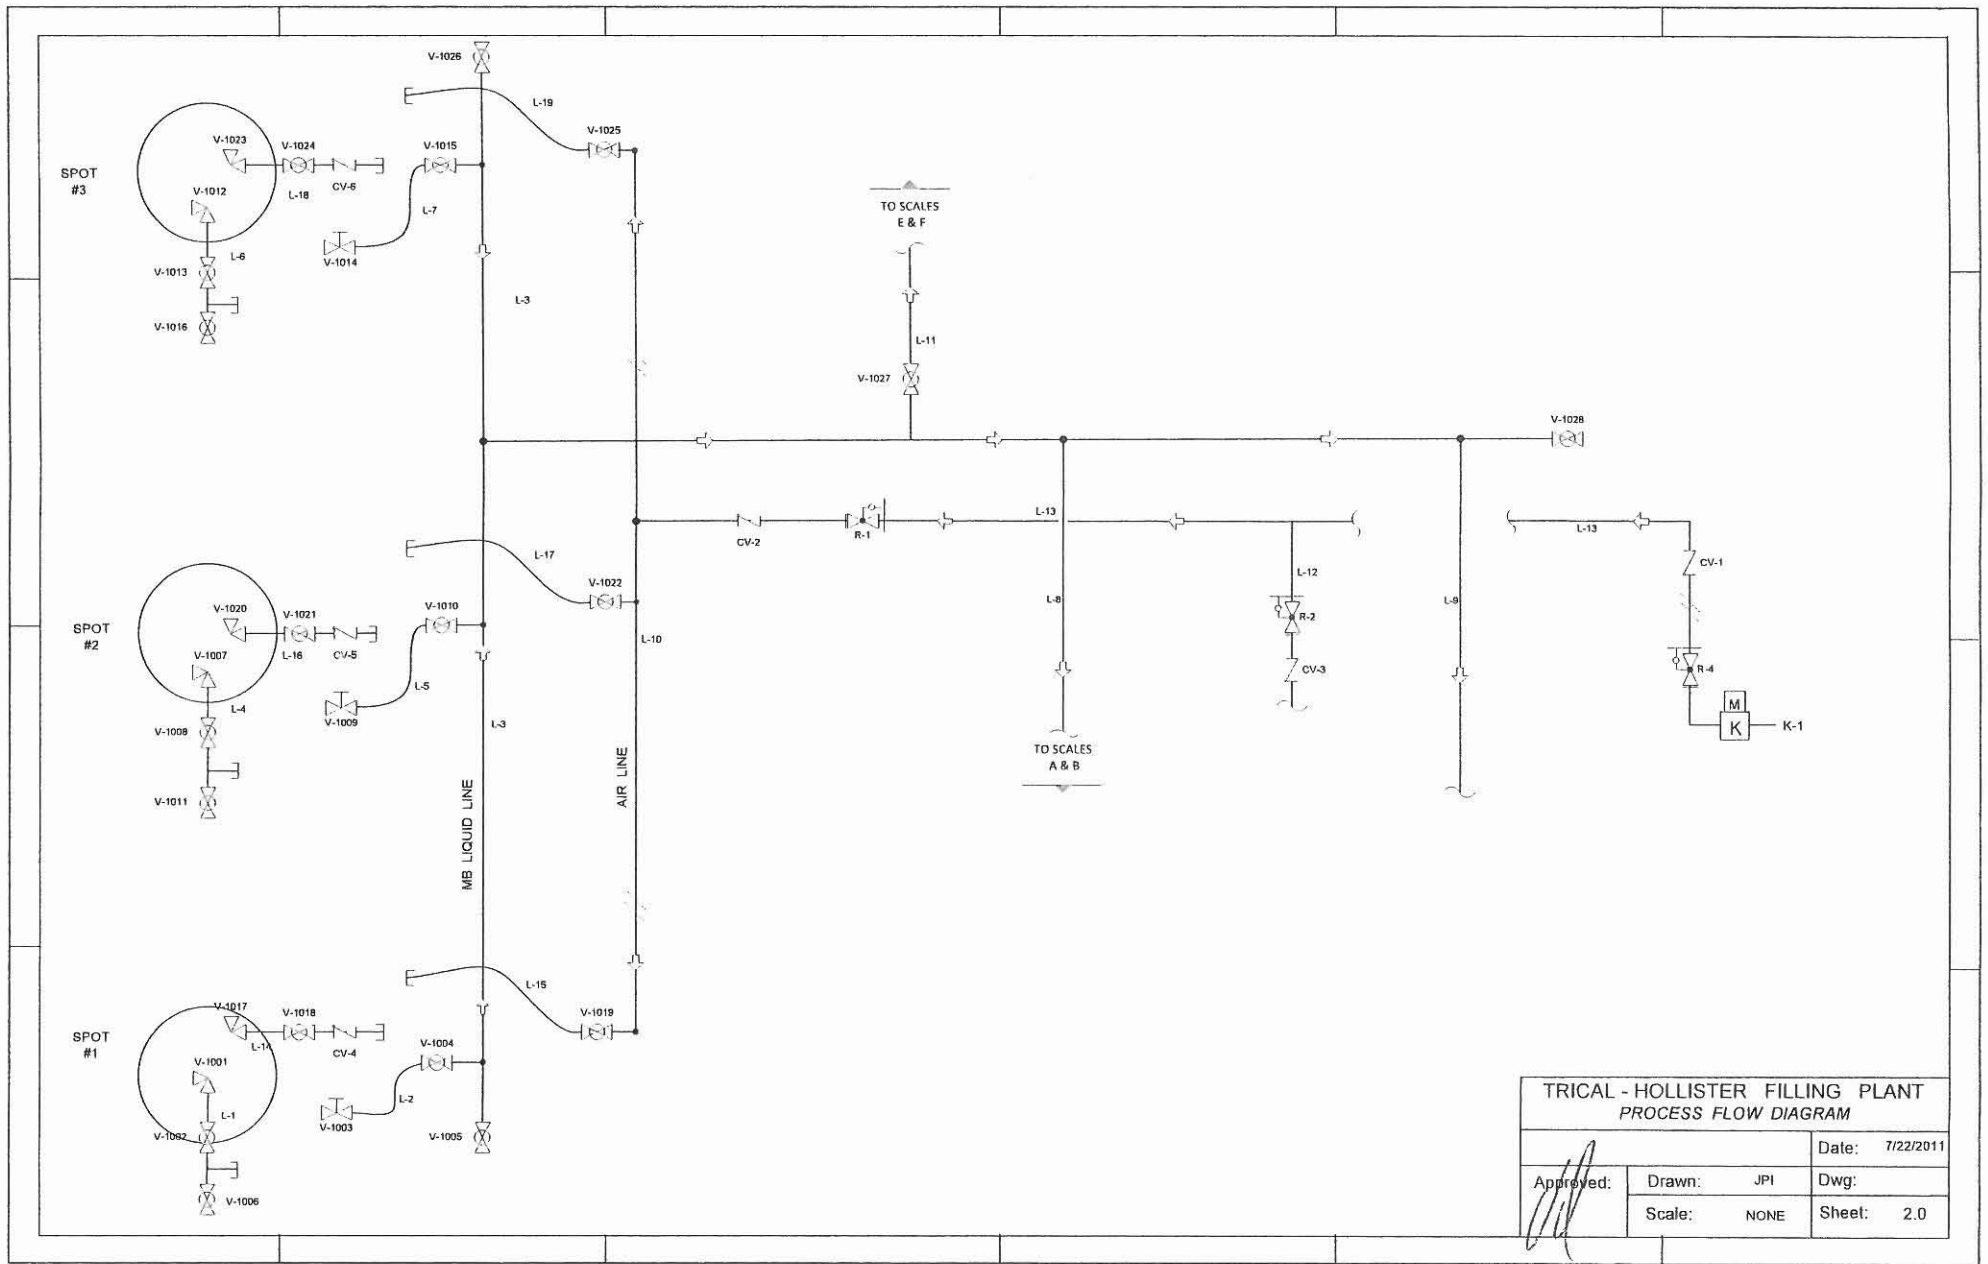 V-1026
L-19
V-1025
V-1023
V-1024
V-1015
SPOT
#3
V-1012
L-18
CV-6
L-7
TO SCALES
E & F
L-6
V-1013
V-1014
L-3
V-1016
L-11
V-1027
V-1028
L-13
CV-2
R-1
L-13
L-17
CV-1
L-12
V-1022
L-8
L-9
V-1020
V-1021
V-1010
R-2
SPOT
#2
L-10
V-1007
L-16
CV-5
CV-3
R-4
L-5
L-4
V-1009
V-1008
L-3
M
K
K-1
TO SCALES
A & B
V-1011
AIR LINE
MB LIQUID LINE
L-15
V-1017
V-1018
V-1019
SPOT
#1
L-14
CV-4
V-1004
V-1001
L-2
L-1
V-1003
V-1002
V-1005
V-1006
TRICAL - HOLLISTER FILLING PLANT
PROCESS FLOW DIAGRAM
Date: 7/22/2011
Approved:
Drawn: JPI
Dwg:
Scale: NONE
Sheet: 2.0